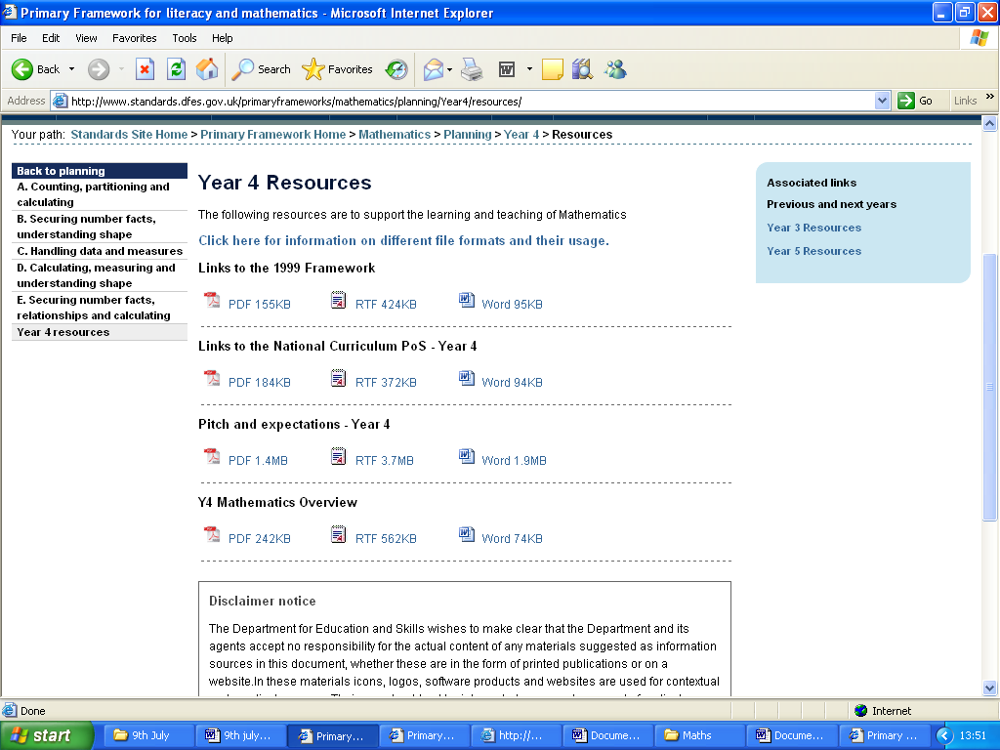 Primary Framework for literacy and mathematics - Microsoft Internet Explorer
File Edit View Favorites Tools Help
Back Search Favorites
Address http://www.standards.dfes.gov.uk/primaryframeworks/mathematics/planning/Year4/resources/ Go Links »
Your path: Standards Site Home > Primary Framework Home > Mathematics > Planning > Year 4 > Resources
Back to planning
A. Counting, partitioning and
calculating
B. Securing number facts,
understanding shape
C. Handling data and measures
D. Calculating, measuring and
understanding shape
E. Securing number facts,
relationships and calculating
Year 4 resources
Year 4 Resources
The following resources are to support the learning and teaching of Mathematics
Click here for information on different file formats and their usage.
Links to the 1999 Framework
PDF 155KB RTF 424KB Word 95KB
Links to the National Curriculum PoS - Year 4
PDF 184KB RTF 372KB Word 94KB
Pitch and expectations - Year 4
PDF 1.4MB RTF 3.7MB Word 1.9MB
Y4 Mathematics Overview
PDF 242KB RTF 562KB Word 74KB
Disclaimer notice
The Department for Education and Skills wishes to make clear that the Department and its
agents accept no responsibility for the actual content of any materials suggested as information
sources in this document, whether these are in the form of printed publications or on a
website.In these materials icons, logos, software products and websites are used for contextual
Associated links
Previous and next years
Year 3 Resources
Year 5 Resources
Done Internet
start 9th July 9th july... Primary... Primary... http://... Docume... Maths Docume... Primary ... 13:51